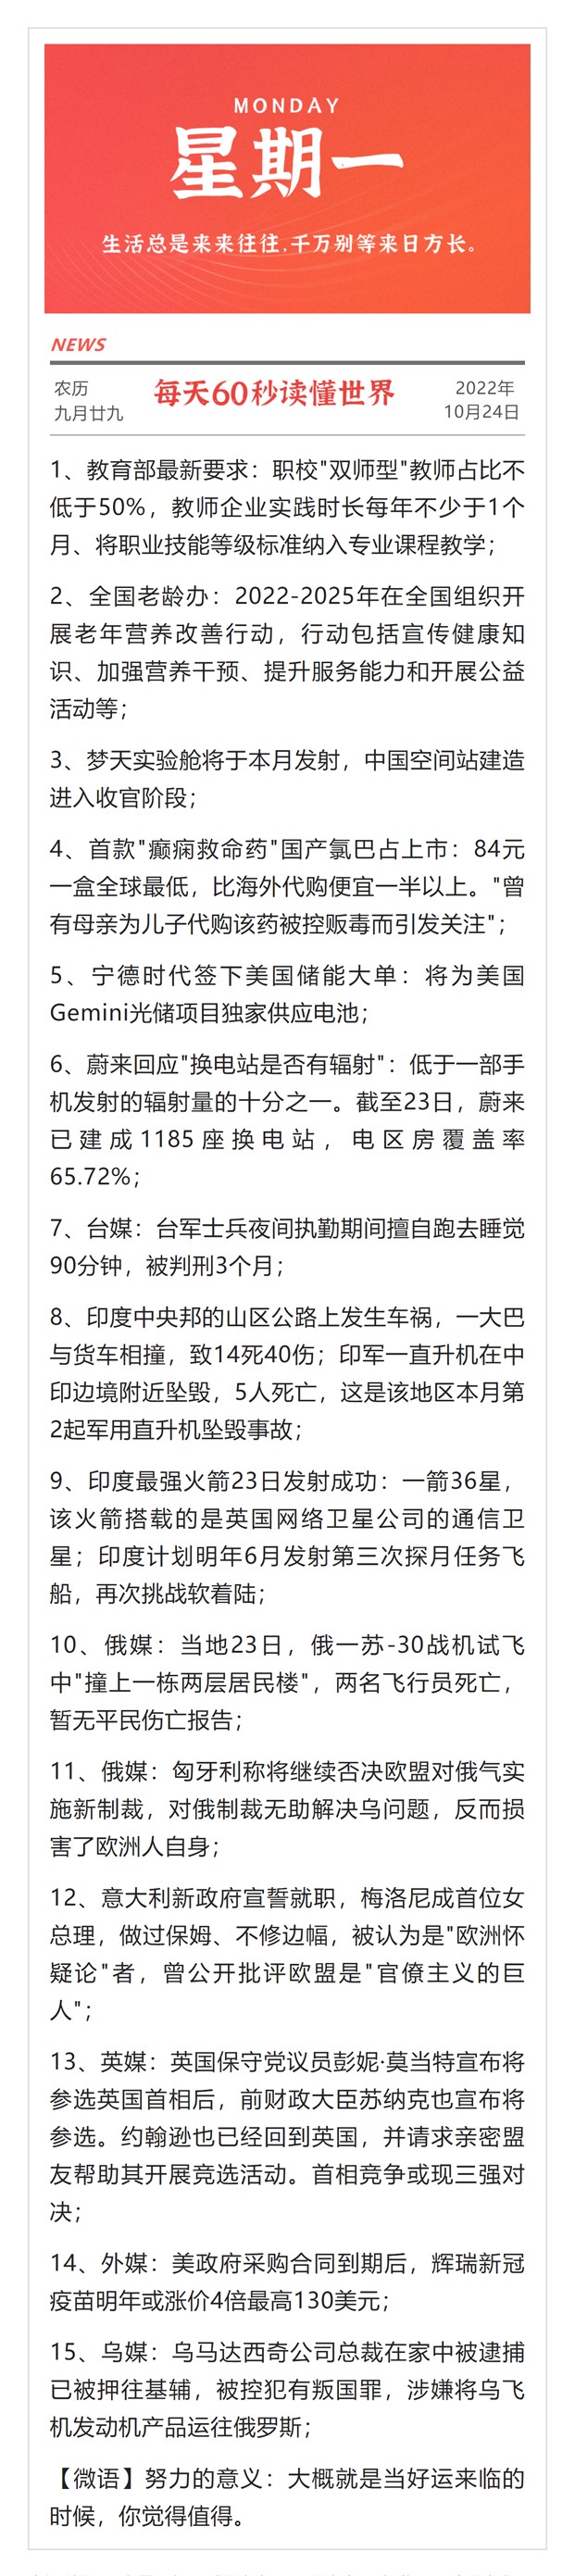 MONDAY
星期一
生活总是来来往往,千万别等来日方长。
NEWS
农历
九月廿九
每天60秒读懂世界
2022年
10月24日
1、教育部最新要求：职校"双师型"教师占比不
低于50%，教师企业实践时长每年不少于1个
月、将职业技能等级标准纳入专业课程教学；
2、全国老龄办：2022-2025年在全国组织开
展老年营养改善行动，行动包括宣传健康知
识、加强营养干预、提升服务能力和开展公益
活动等；
3、梦天实验舱将于本月发射，中国空间站建造
进入收官阶段；
4、首款"癫痫救命药"国产氯巴占上市：84元
一盒全球最低，比海外代购便宜一半以上。"曾
有母亲为儿子代购该药被控贩毒而引发关注"；
5、宁德时代签下美国储能大单：将为美国
Gemini光储项目独家供应电池；
6、蔚来回应"换电站是否有辐射"：低于一部手
机发射的辐射量的十分之一。截至23日，蔚来
已建成1185座换电站，电区房覆盖率
65.72%；
7、台媒：台军士兵夜间执勤期间擅自跑去睡觉
90分钟，被判刑3个月；
8、印度中央邦的山区公路上发生车祸，一大巴
与货车相撞，致14死40伤；印军一直升机在中
印边境附近坠毁，5人死亡，这是该地区本月第
2起军用直升机坠毁事故；
9、印度最强火箭23日发射成功：一箭36星，
该火箭搭载的是英国网络卫星公司的通信卫
星；印度计划明年6月发射第三次探月任务飞
船，再次挑战软着陆；
10、俄媒：当地23日，俄一苏-30战机试飞
中"撞上一栋两层居民楼"，两名飞行员死亡，
暂无平民伤亡报告；
11、俄媒：匈牙利称将继续否决欧盟对俄气实
施新制裁，对俄制裁无助解决乌问题，反而损
害了欧洲人自身；
12、意大利新政府宣誓就职，梅洛尼成首位女
总理，做过保姆、不修边幅，被认为是"欧洲怀
疑论"者，曾公开批评欧盟是"官僚主义的巨
人"；
13、英媒：英国保守党议员彭妮·莫当特宣布将
参选英国首相后，前财政大臣苏纳克也宣布将
参选。约翰逊也已经回到英国，并请求亲密盟
友帮助其开展竞选活动。首相竞争或现三强对
决；
14、外媒：美政府采购合同到期后，辉瑞新冠
疫苗明年或涨价4倍最高130美元；
15、乌媒：乌马达西奇公司总裁在家中被逮捕
已被押往基辅，被控犯有叛国罪，涉嫌将乌飞
机发动机产品运往俄罗斯；
【微语】努力的意义：大概就是当好运来临的
时候，你觉得值得。